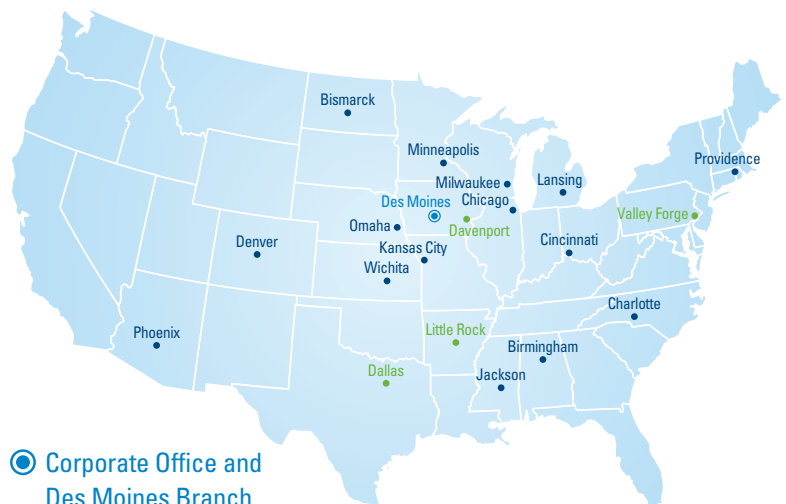 Bismarck
Minneapolis
Providence
Milwaukee
Lansing
Des Moines
Chicago
Valley Forge
Omaha
Davenport
Denver
Cincinnati
Kansas City
Wichita
Charlotte
Phoenix
Little Rock
Birmingham
Dallas
Jackson
Corporate Office and
Des Moines Branch